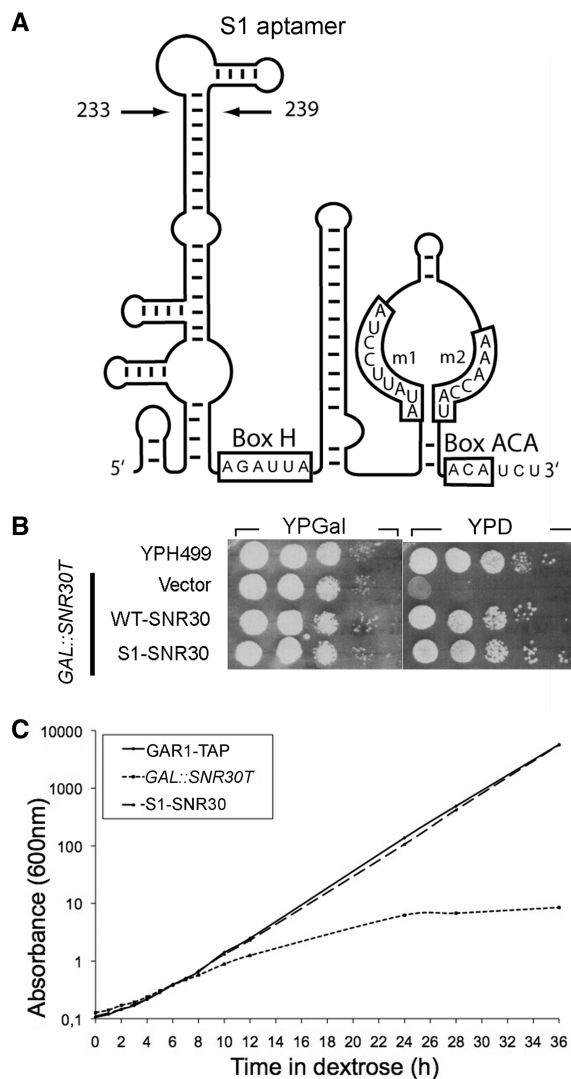 A
S1 aptamer
233
239
A U C C U U A U A
m1
m2
A A A C C A A U
Box H
Box ACA
5'
A G A U U A
A C A U C U 3'
B
YPGal
YPD
GAL::SNR30T
YPH499
Vector
WT-SNR30
S1-SNR30
C
10000
1000
100
10
1
0,1
Absorbance (600nm)
GAR1-TAP
GAL::SNR30T
S1-SNR30
0 2 4 6 8 10 12 14 16 18 20 22 24 26 28 30 32 34 36
Time in dextrose (h)